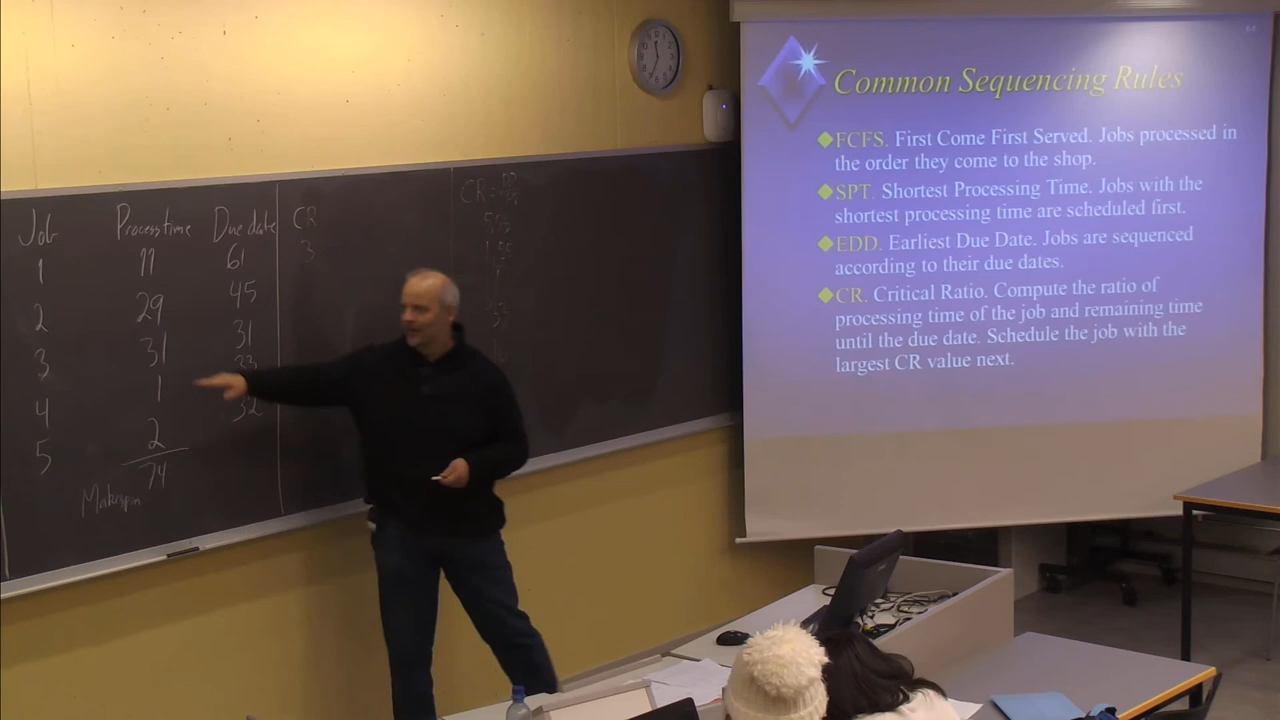 Common Sequencing Rules
FCFS. First Come First Served. Jobs processed in
the order they come to the shop.
SPT. Shortest Processing Time. Jobs with the
shortest processing time are scheduled first.
EDD. Earliest Due Date. Jobs are sequenced
according to their due dates.
CR. Critical Ratio. Compute the ratio of
processing time of the job and remaining time
until the due date. Schedule the job with the
largest CR value next.
Job Process time Due date CR
1 11 61 3
2 29 45
3 31 31
4 1 33
5 2 32
74
Makespan
CR =